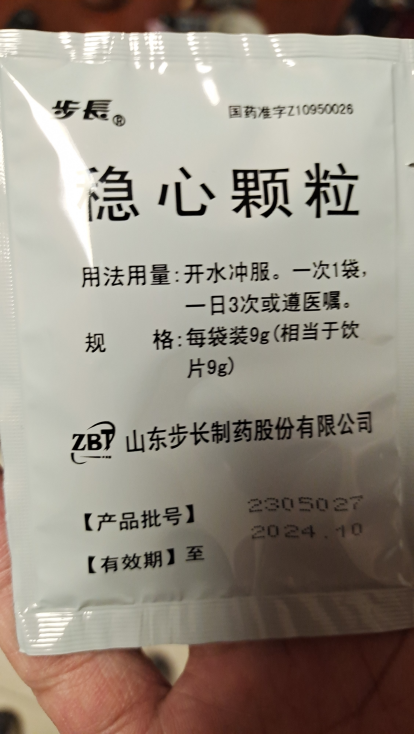 步長® 国药准字Z10950026
稳心颗粒
用法用量:开水冲服。一次1袋,
一日3次或遵医嘱。
规 格:每袋装9g(相当于饮
片9g)
ZBT 山东步长制药股份有限公司
【产品批号】 2305027
【有效期】至 2024.10